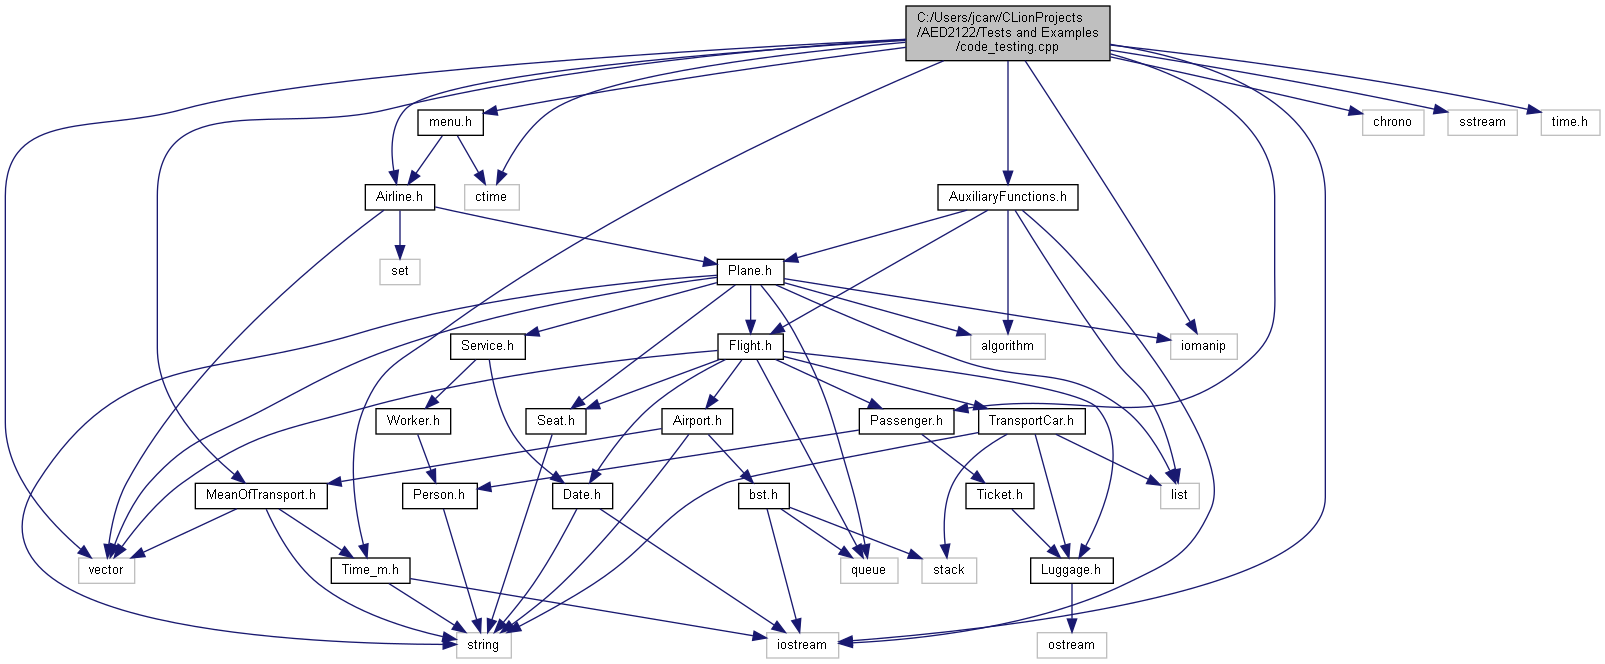 C:/Users/jcarv/CLionProjects
/AED2122/Tests and Examples
/code_testing.cpp
menu.h
chrono
sstream
time.h
Airline.h
ctime
AuxiliaryFunctions.h
set
Plane.h
Service.h
Flight.h
algorithm
iomanip
Worker.h
Seat.h
Airport.h
Passenger.h
TransportCar.h
MeanOfTransport.h
Person.h
Date.h
bst.h
Ticket.h
list
vector
Time_m.h
queue
stack
Luggage.h
string
iostream
ostream